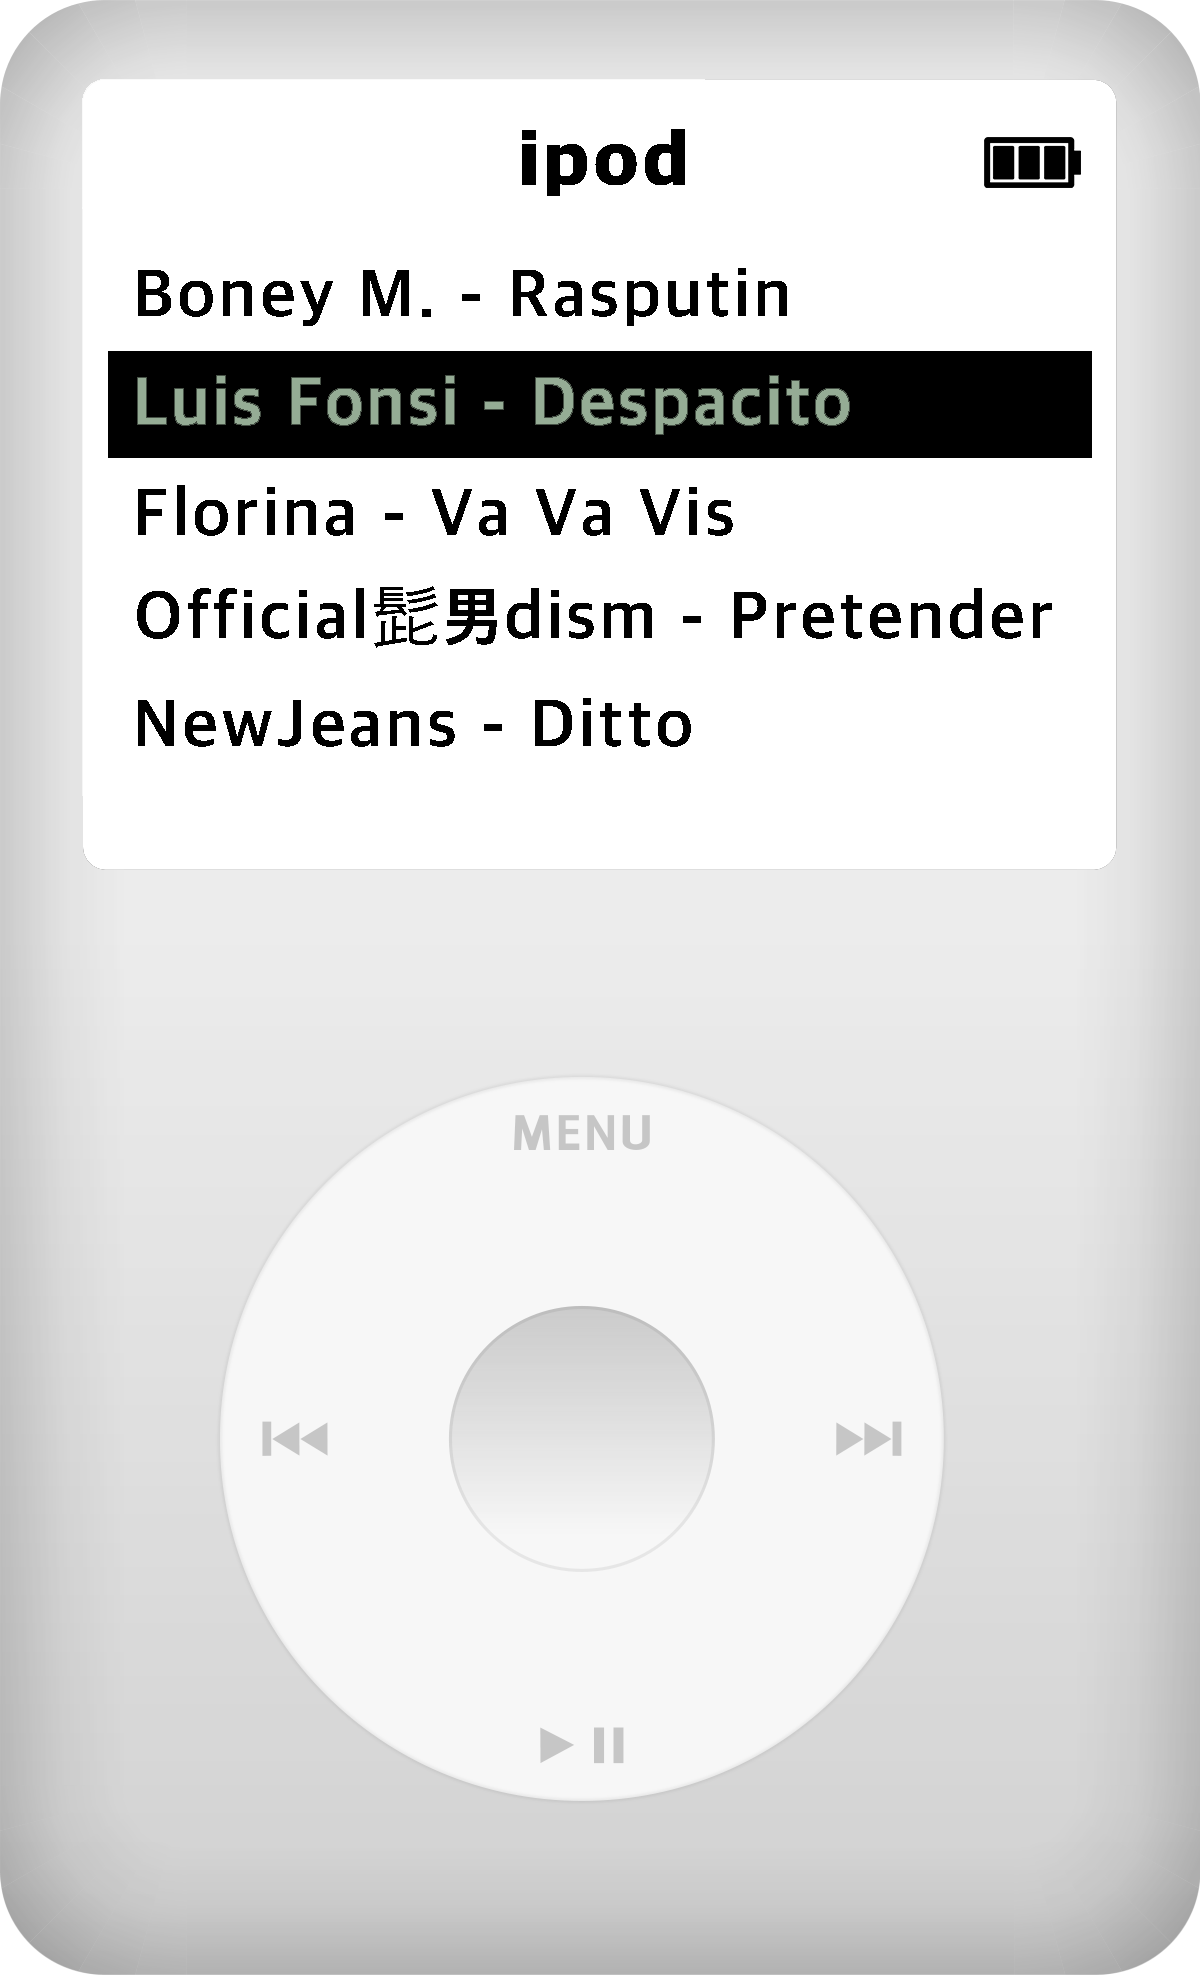 ipod
Boney M. - Rasputin
Luis Fonsi - Despacito
Florina - Va Va Vis
Official髭男dism - Pretender
NewJeans - Ditto
MENU